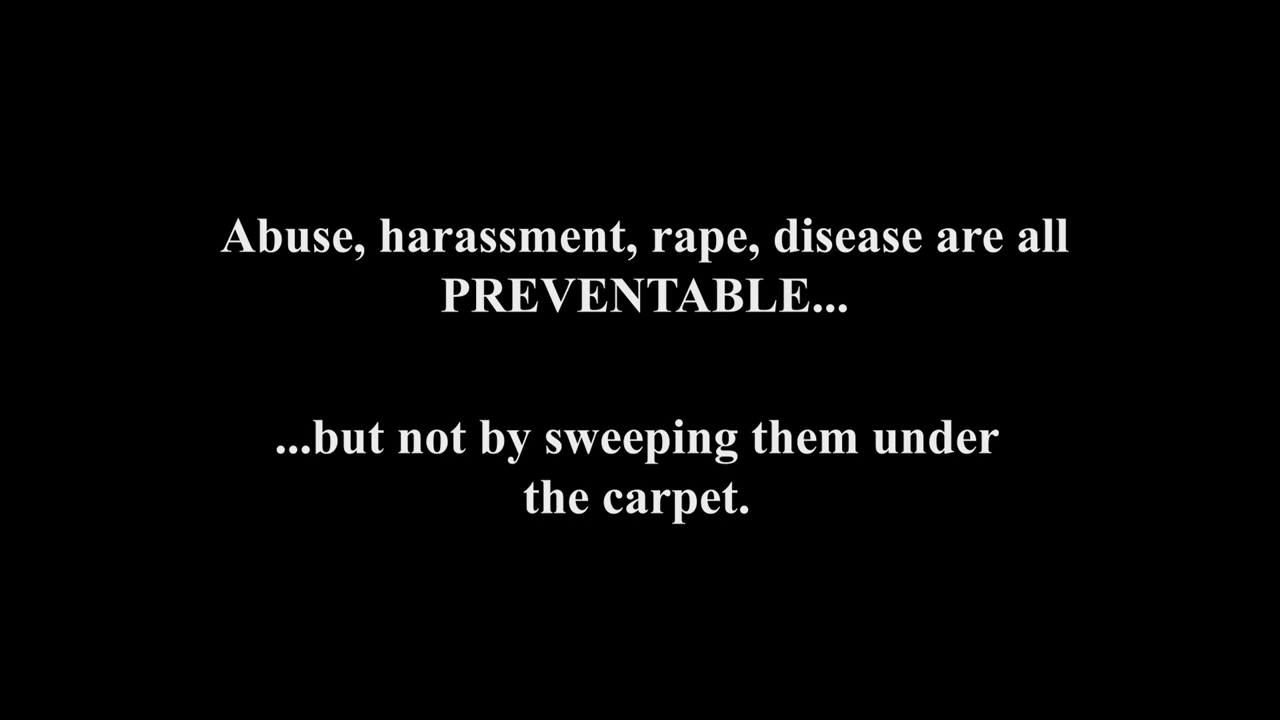 Abuse, harassment, rape, disease are all
PREVENTABLE...
...but not by sweeping them under
the carpet.